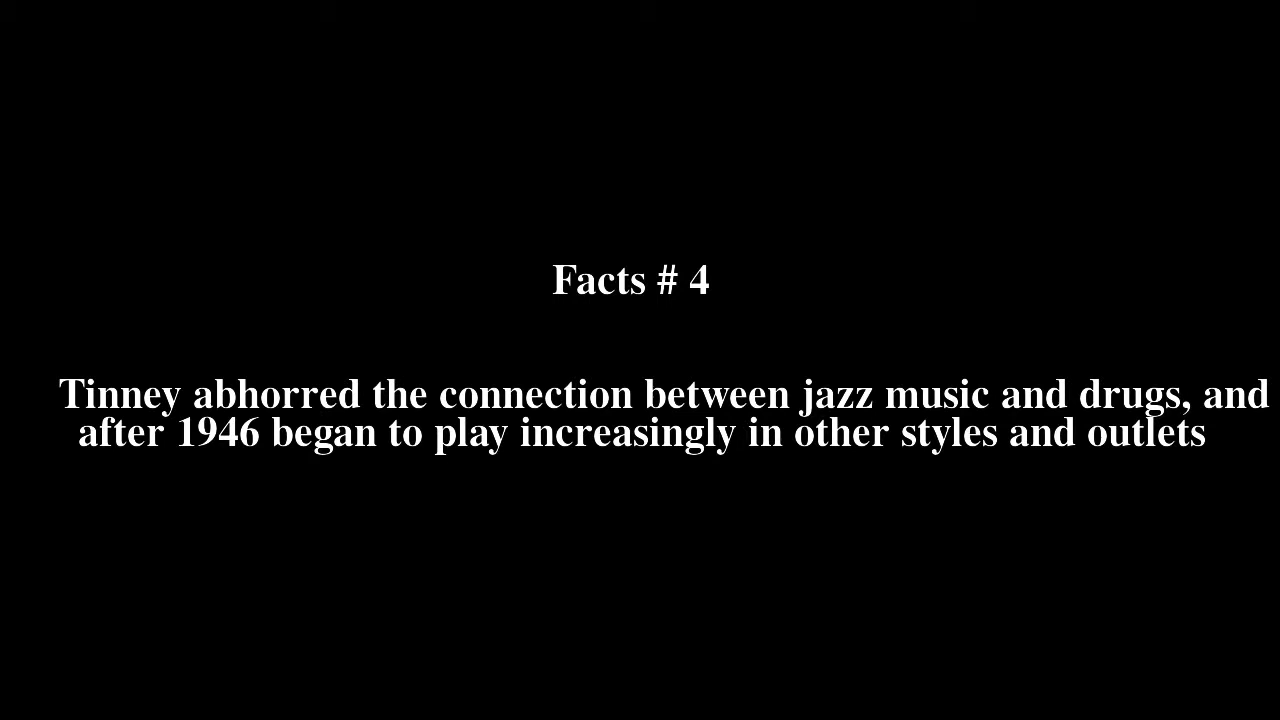 Facts # 4
Tinney abhorred the connection between jazz music and drugs, and
after 1946 began to play increasingly in other styles and outlets